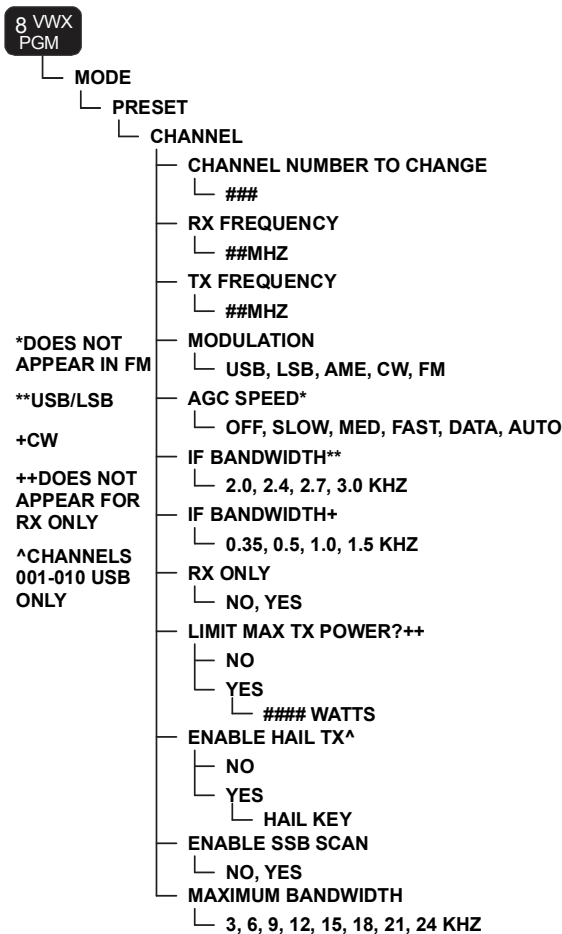 8 VWX
PGM
MODE
PRESET
CHANNEL
CHANNEL NUMBER TO CHANGE
###
RX FREQUENCY
##MHZ
TX FREQUENCY
##MHZ
MODULATION
USB, LSB, AME, CW, FM
AGC SPEED*
OFF, SLOW, MED, FAST, DATA, AUTO
IF BANDWIDTH**
2.0, 2.4, 2.7, 3.0 KHZ
IF BANDWIDTH+
0.35, 0.5, 1.0, 1.5 KHZ
RX ONLY
NO, YES
LIMIT MAX TX POWER?++
NO
YES
#### WATTS
ENABLE HAIL TX^
NO
YES
HAIL KEY
ENABLE SSB SCAN
NO, YES
MAXIMUM BANDWIDTH
3, 6, 9, 12, 15, 18, 21, 24 KHZ
*DOES NOT
APPEAR IN FM
**USB/LSB
+CW
++DOES NOT
APPEAR FOR
RX ONLY
^CHANNELS
001-010 USB
ONLY